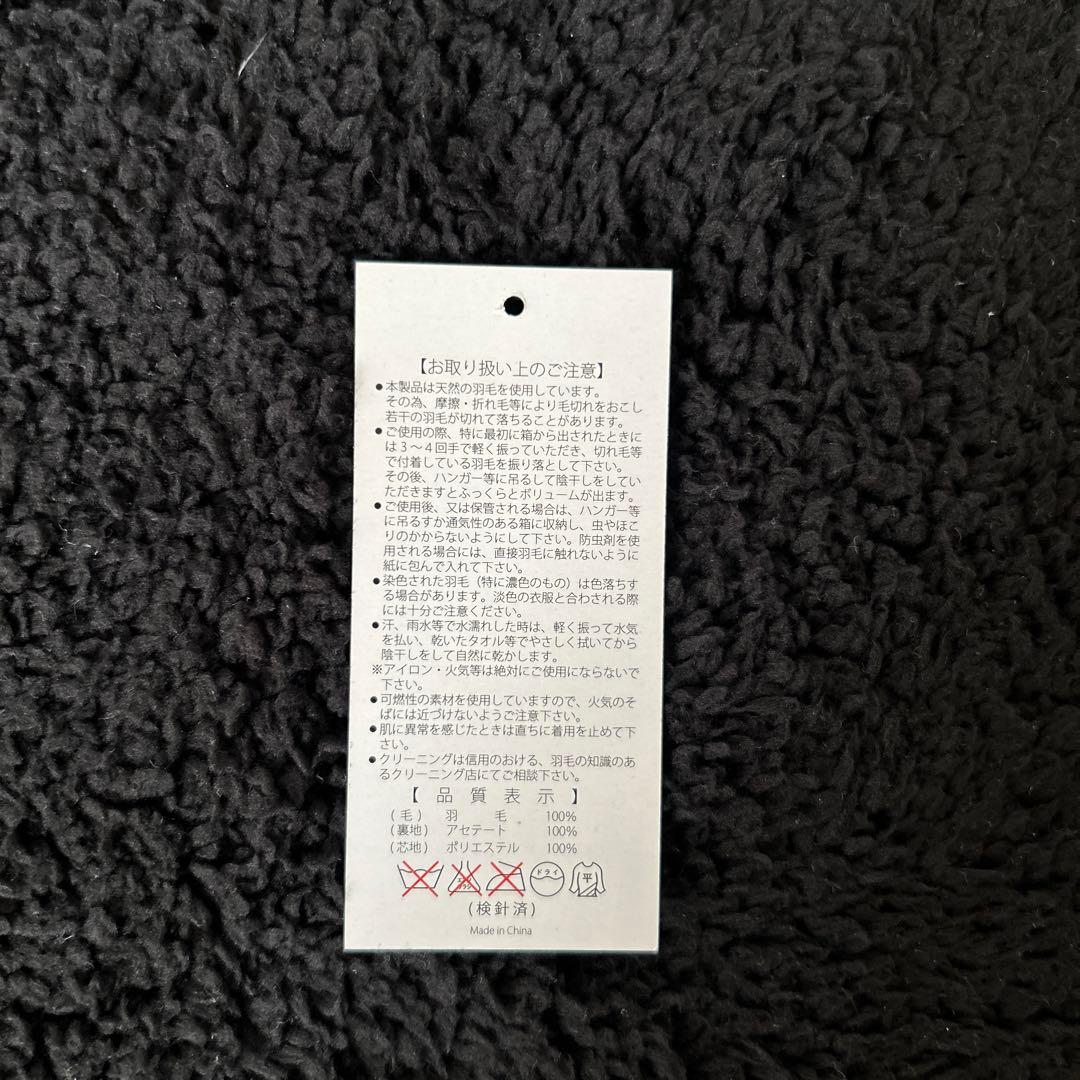 【お取り扱い上のご注意】
●本製品は天然の羽毛を使用しています。
その為、摩擦・折れ毛等により毛切れをおこし
若干の羽毛が切れて落ちることがあります。
●ご使用の際、特に最初に箱から出されたときに
は３〜４回手で軽く振っていただき、切れ毛等
で付着している羽毛を振り落として下さい。
その後、ハンガー等に吊るして陰干しをしてい
ただきますとふっくらとボリュームが出ます。
●ご使用後、又は保管される場合は、ハンガー等
に吊るすか通気性のある箱に収納し、虫やほこ
りのかからないようにして下さい。防虫剤を使
用される場合には、直接羽毛に触れないように
紙に包んで入れて下さい。
●染色された羽毛（特に濃色のもの）は色落ちす
る場合があります。淡色の衣服と合わされる際
には十分ご注意ください。
●汗、雨水等で水濡れした時は、軽く振って水気
を払い、乾いたタオル等でやさしく拭いてから
陰干しをして自然に乾かします。
※アイロン・火気等は絶対にご使用にならないで
下さい。
●可燃性の素材を使用していますので、火気のそ
ばには近づけないようご注意下さい。
●肌に異常を感じたときは直ちに着用を止めて下
さい。
●クリーニングは信用のおける、羽毛の知識のあ
るクリーニング店にてご相談下さい。
【 品 質 表 示 】
(毛) 羽 毛 100%
(裏地) アセテート 100%
(芯地) ポリエステル 100%
エンソ サラシ ドライ 平
(検針済)
Made in China